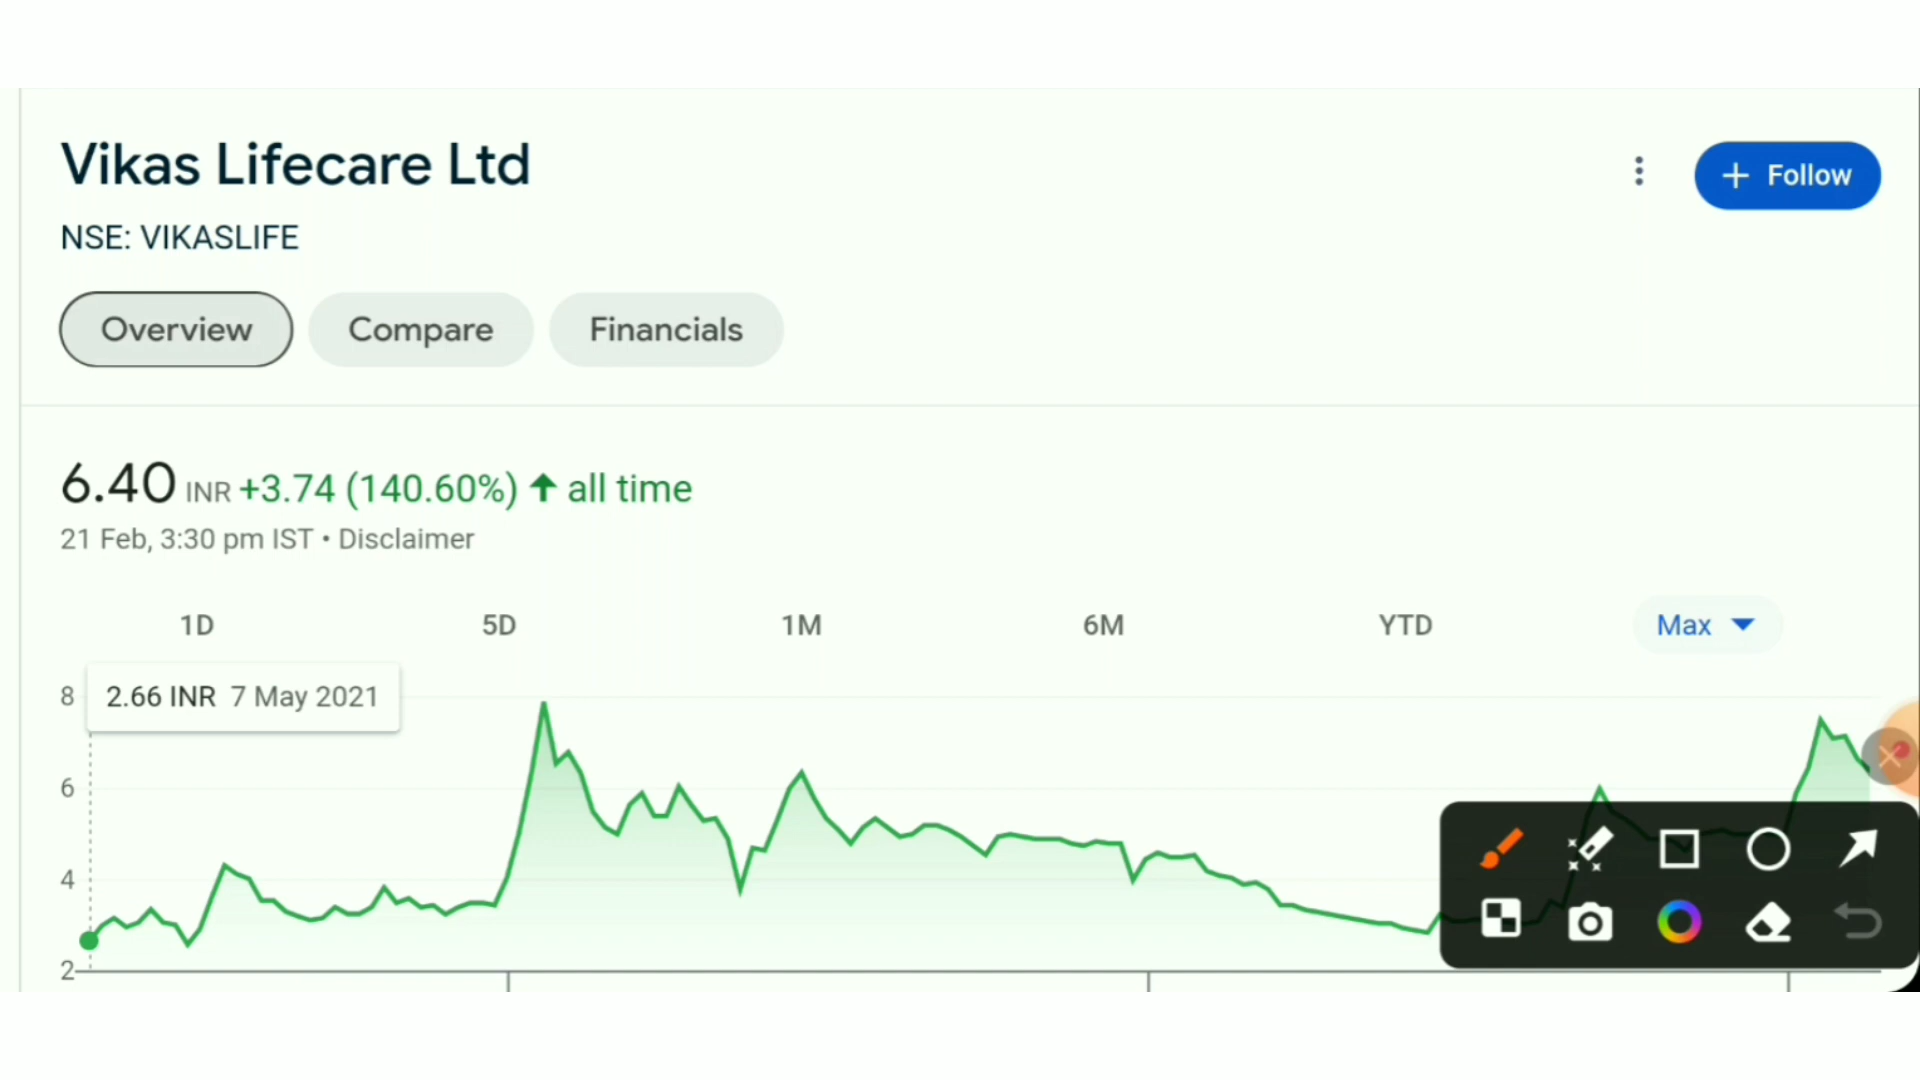 Vikas Lifecare Ltd
+ Follow
NSE: VIKASLIFE
Overview Compare Financials
6.40 INR +3.74 (140.60%) ↑ all time
21 Feb, 3:30 pm IST • Disclaimer
1D 5D 1M 6M YTD Max
8
2.66 INR 7 May 2021
6
4
2